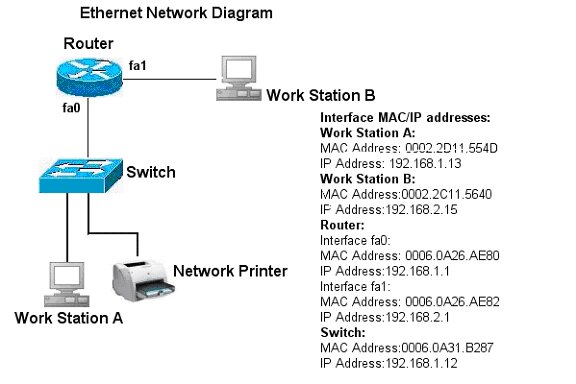 Ethernet Network Diagram
Router
fa1
Work Station B
fa0
Switch
Network Printer
Work Station A
Interface MAC/IP addresses:
Work Station A:
MAC Address: 0002.2D11.554D
IP Address: 192.168.1.13
Work Station B:
MAC Address:0002.2C11.5640
IP Address:192.168.2.15
Router:
Interface fa0:
MAC Address: 0006.0A26.AE80
IP Address:192.168.1.1
Interface fa1:
MAC Address: 0006.0A26.AE82
IP Address:192.168.2.1
Switch:
MAC Address:0006.0A31.B287
IP Address:192.168.1.12